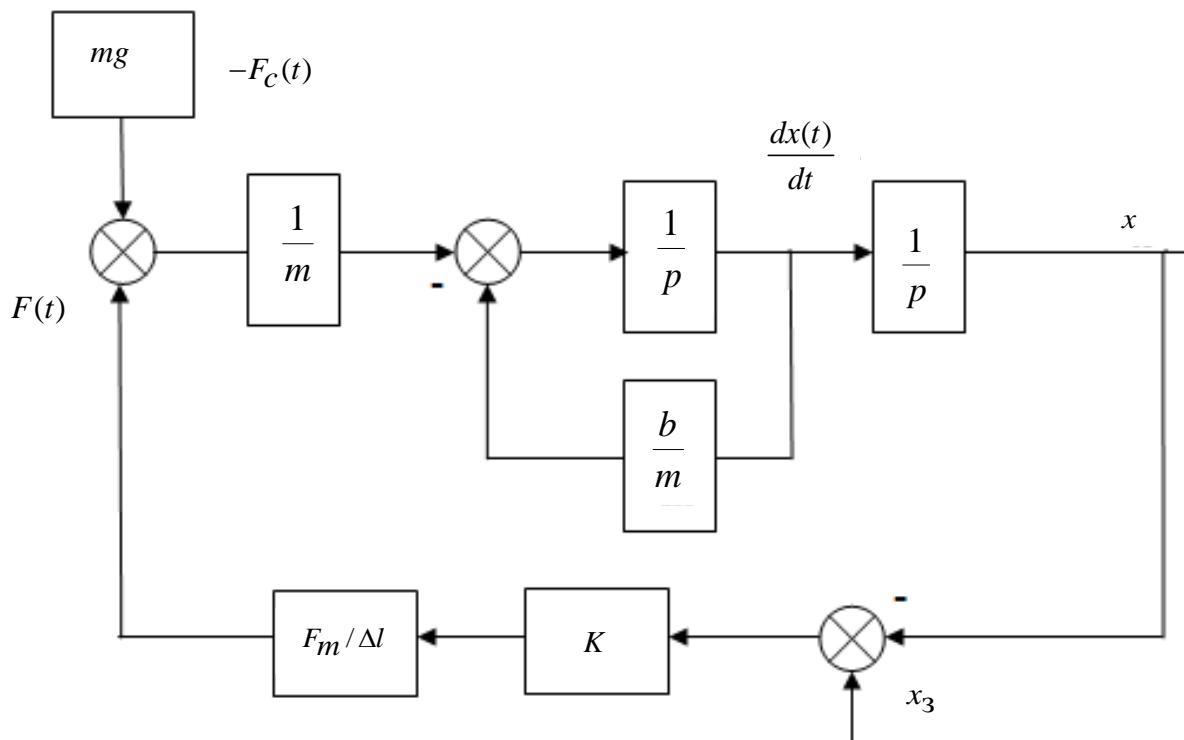 mg
−F_c(t)
dx(t)/dt
x
F(t)
1/m
-
1/p
1/p
b/m
F_m / Δl
K
-
x_З